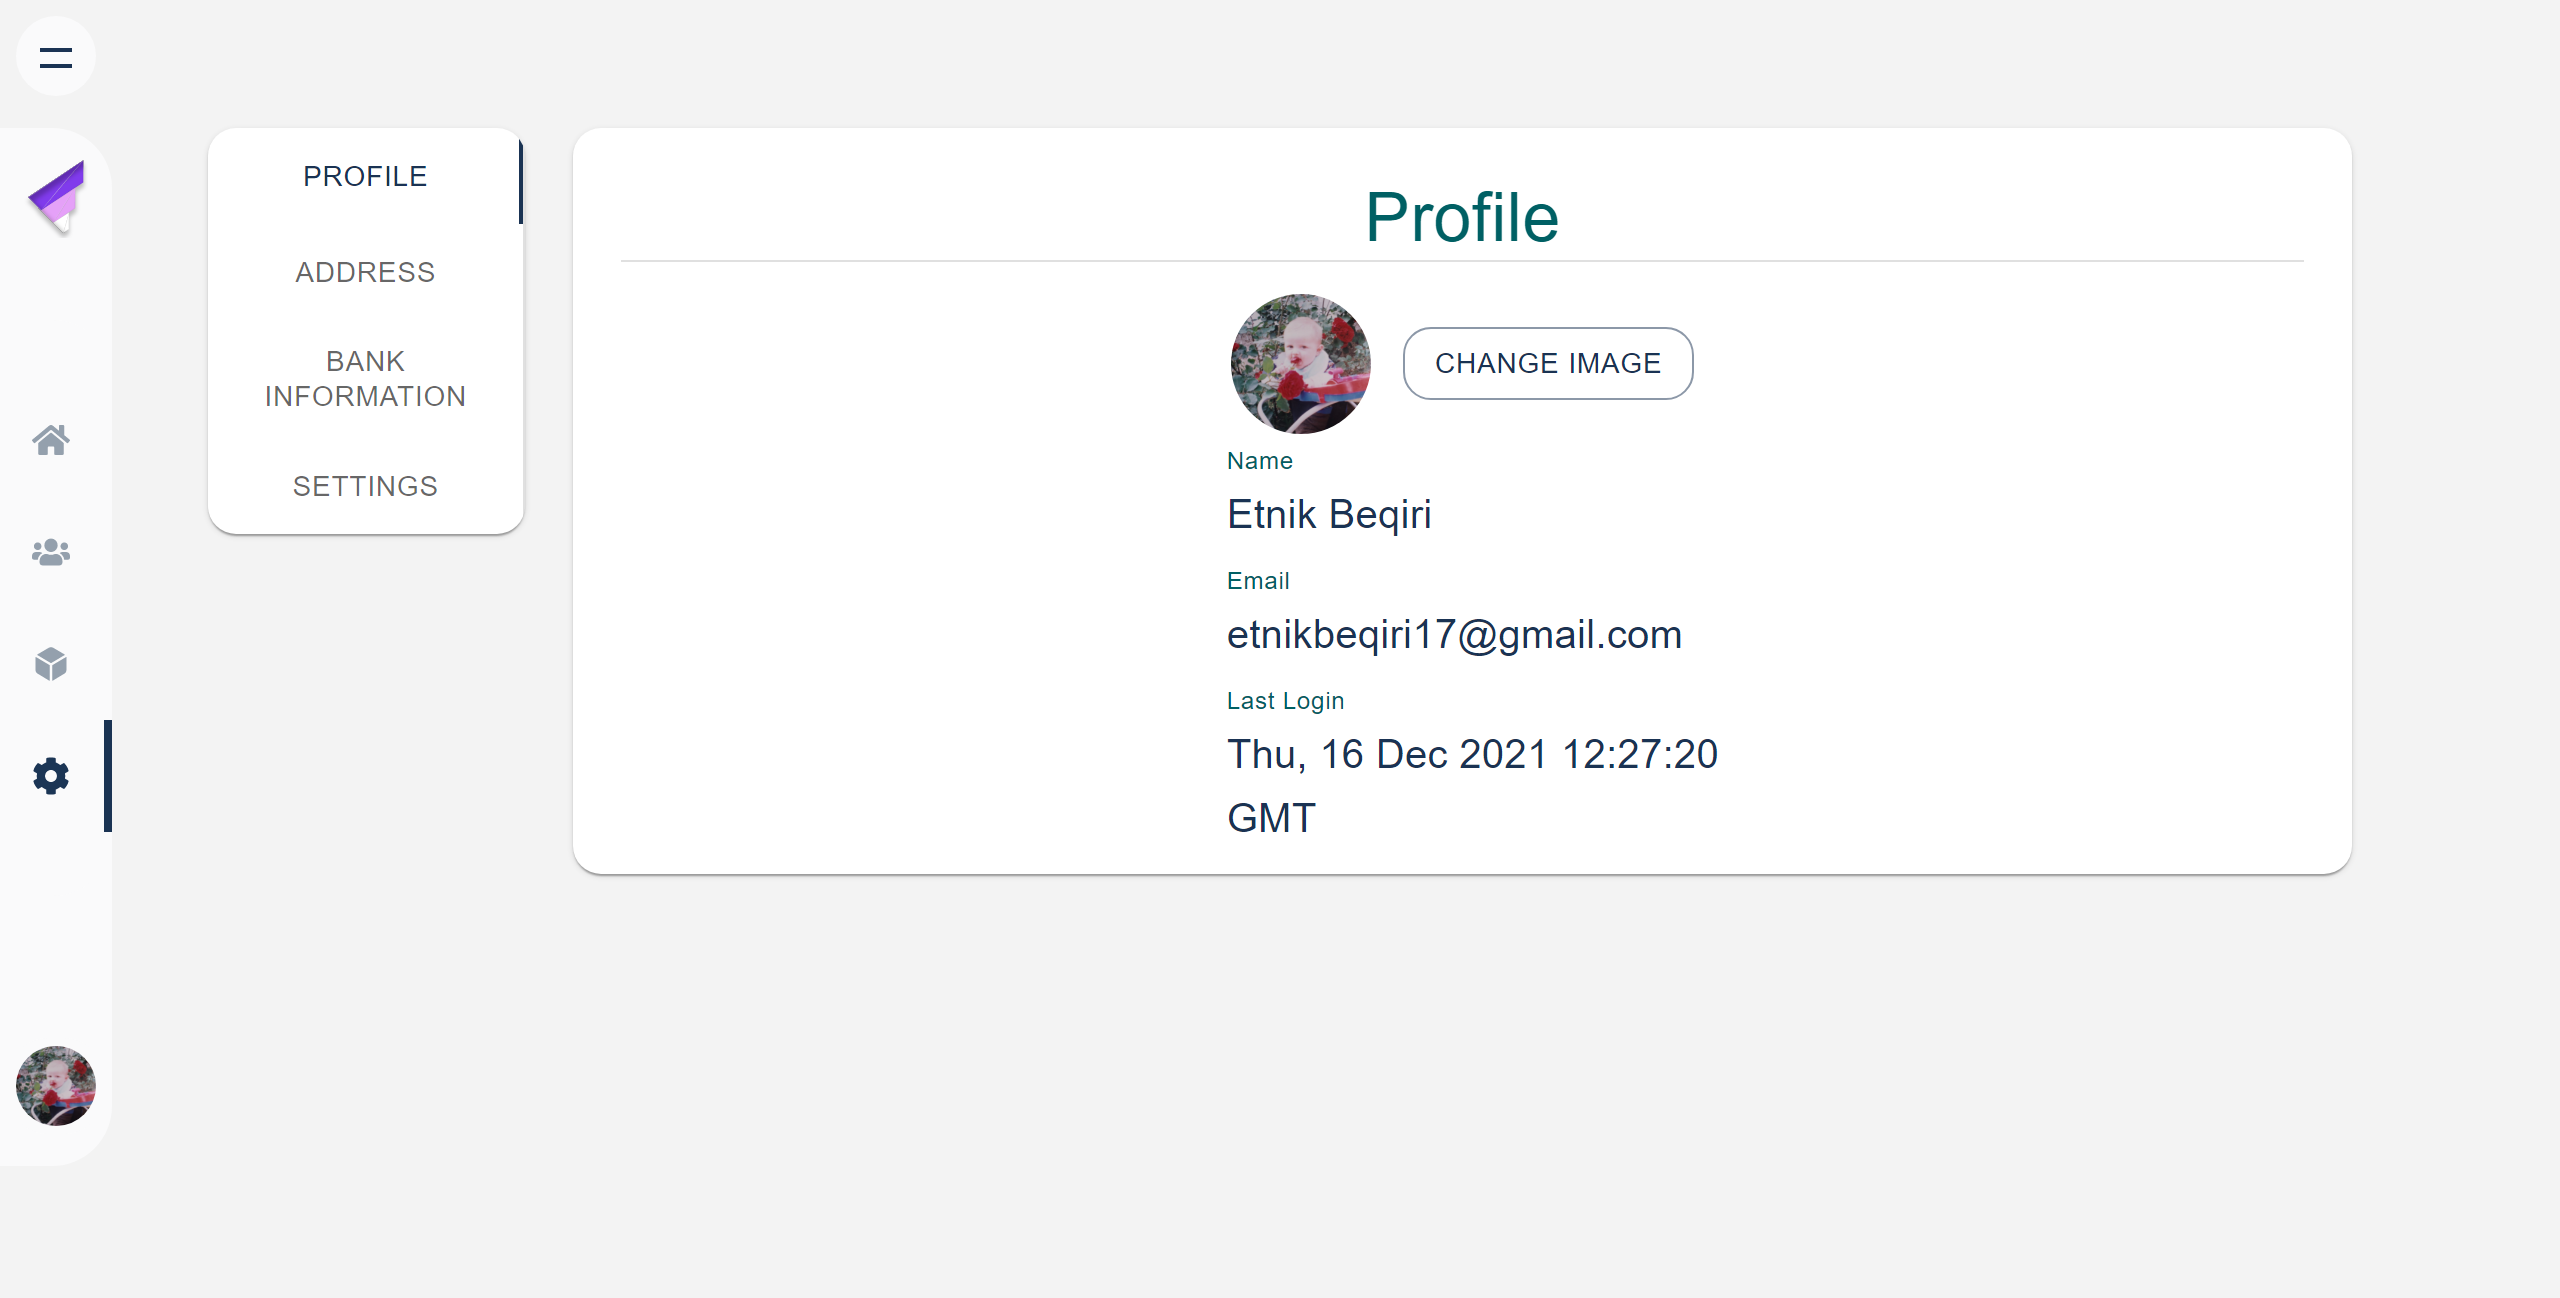 PROFILE
ADDRESS
BANK
INFORMATION
SETTINGS
Profile
CHANGE IMAGE
Name
Etnik Beqiri
Email
etnikbeqiri17@gmail.com
Last Login
Thu, 16 Dec 2021 12:27:20
GMT